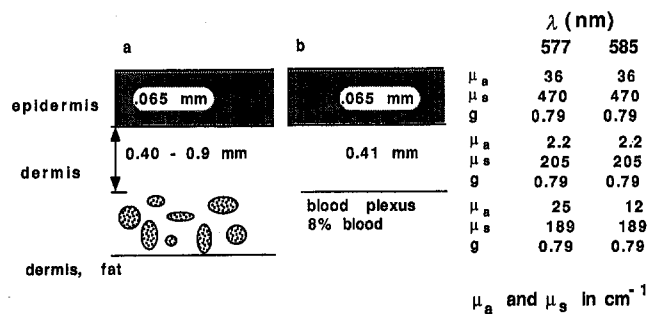 λ (nm)
a b 577 585
μa 36 36
epidermis .065 mm .065 mm μs 470 470
g 0.79 0.79
μa 2.2 2.2
dermis 0.40 - 0.9 mm 0.41 mm μs 205 205
g 0.79 0.79
blood plexus μa 25 12
8% blood μs 189 189
g 0.79 0.79
dermis, fat
μa and μs in cm-1